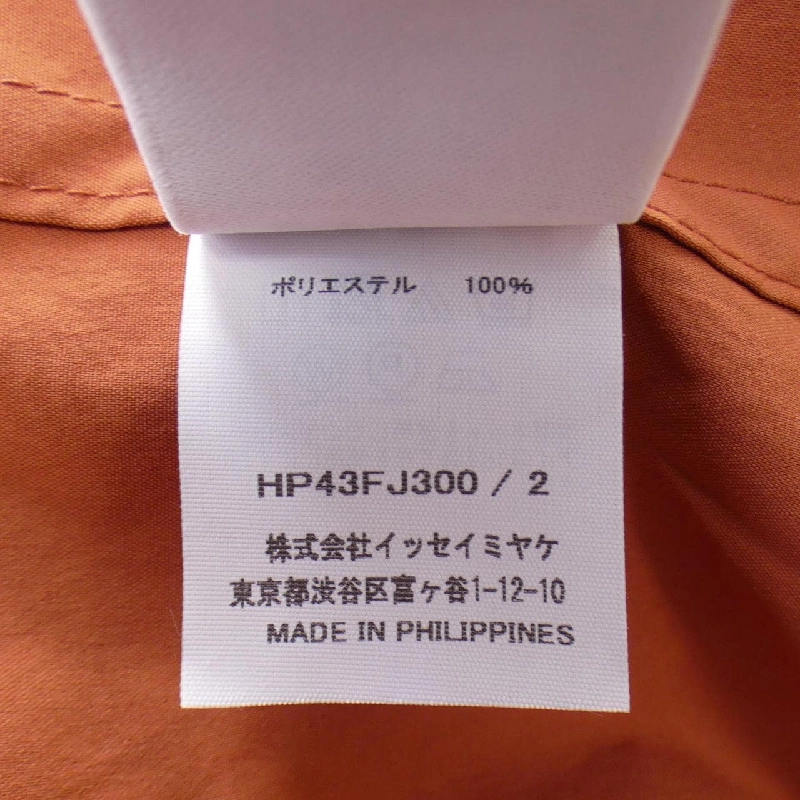 ポリエステル 100%
HP43FJ300 / 2
株式会社イッセイミヤケ
東京都渋谷区富ヶ谷1-12-10
MADE IN PHILIPPINES